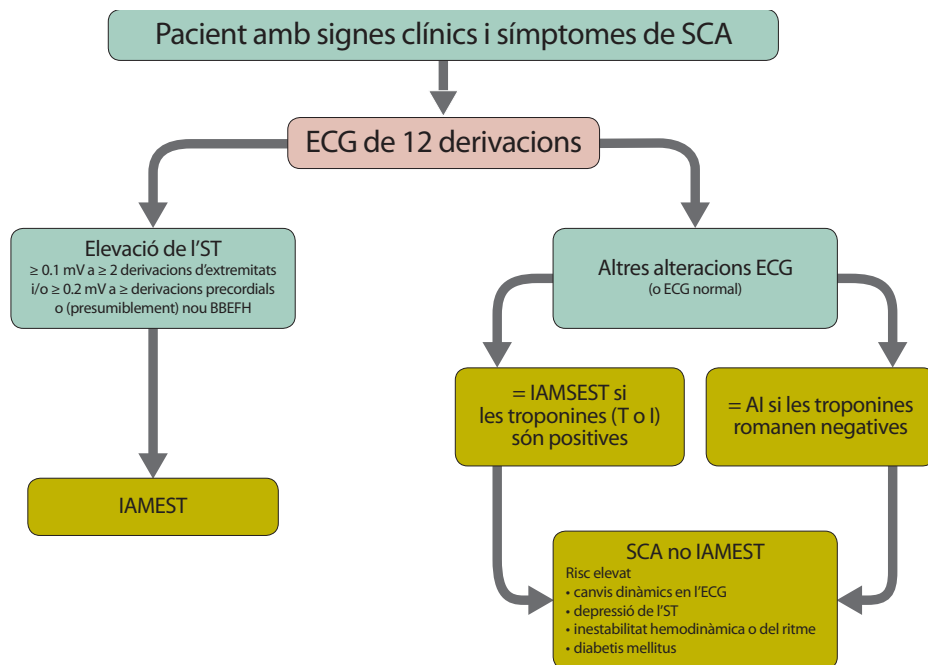 Pacient amb signes clínics i símptomes de SCA
ECG de 12 derivacions
Elevació de l'ST
≥ 0.1 mV a ≥ 2 derivacions d'extremitats
i/o ≥ 0.2 mV a ≥ derivacions precordials
o (presumiblement) nou BBEFH
Altres alteracions ECG
(o ECG normal)
= IAMSEST si
les troponines (T o I)
són positives
= AI si les troponines
romanen negatives
IAMEST
SCA no IAMEST
Risc elevat
• canvis dinàmics en l'ECG
• depressió de l'ST
• inestabilitat hemodinàmica o del ritme
• diabetis mellitus